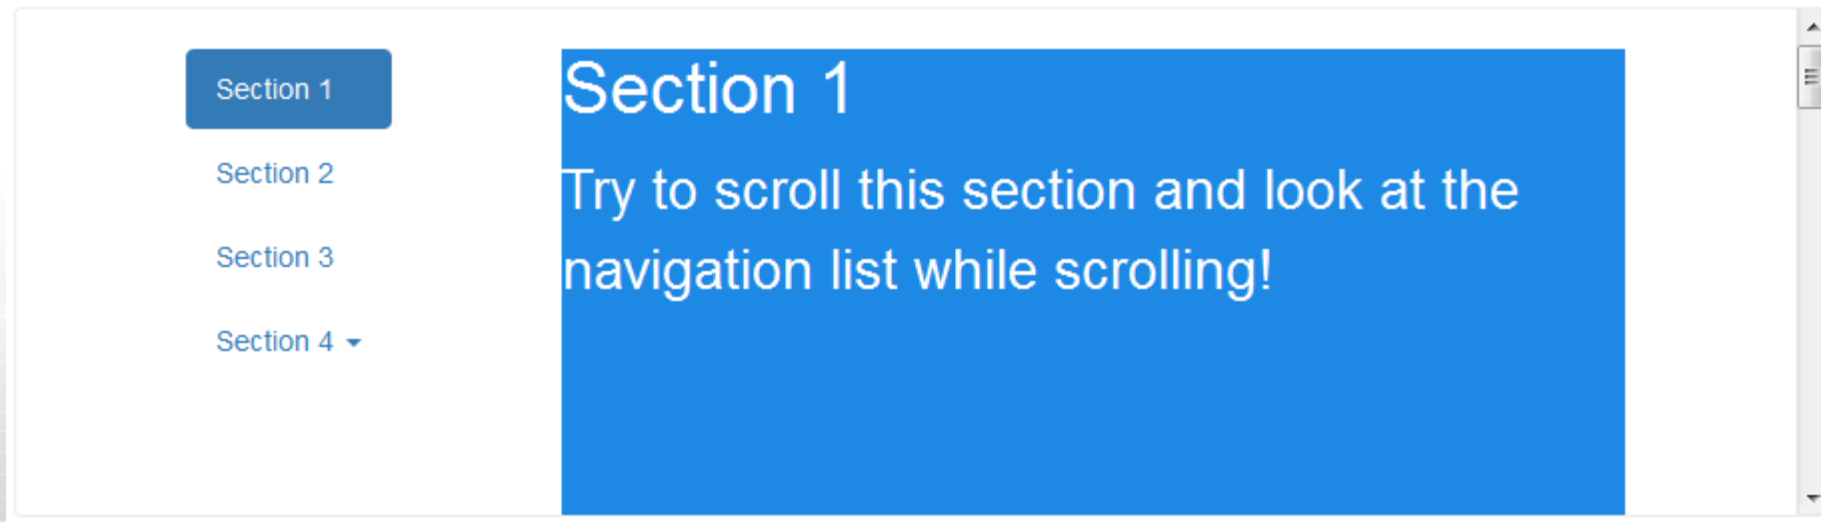 Section 1
Section 2
Section 3
Section 4
Section 1
Try to scroll this section and look at the
navigation list while scrolling!